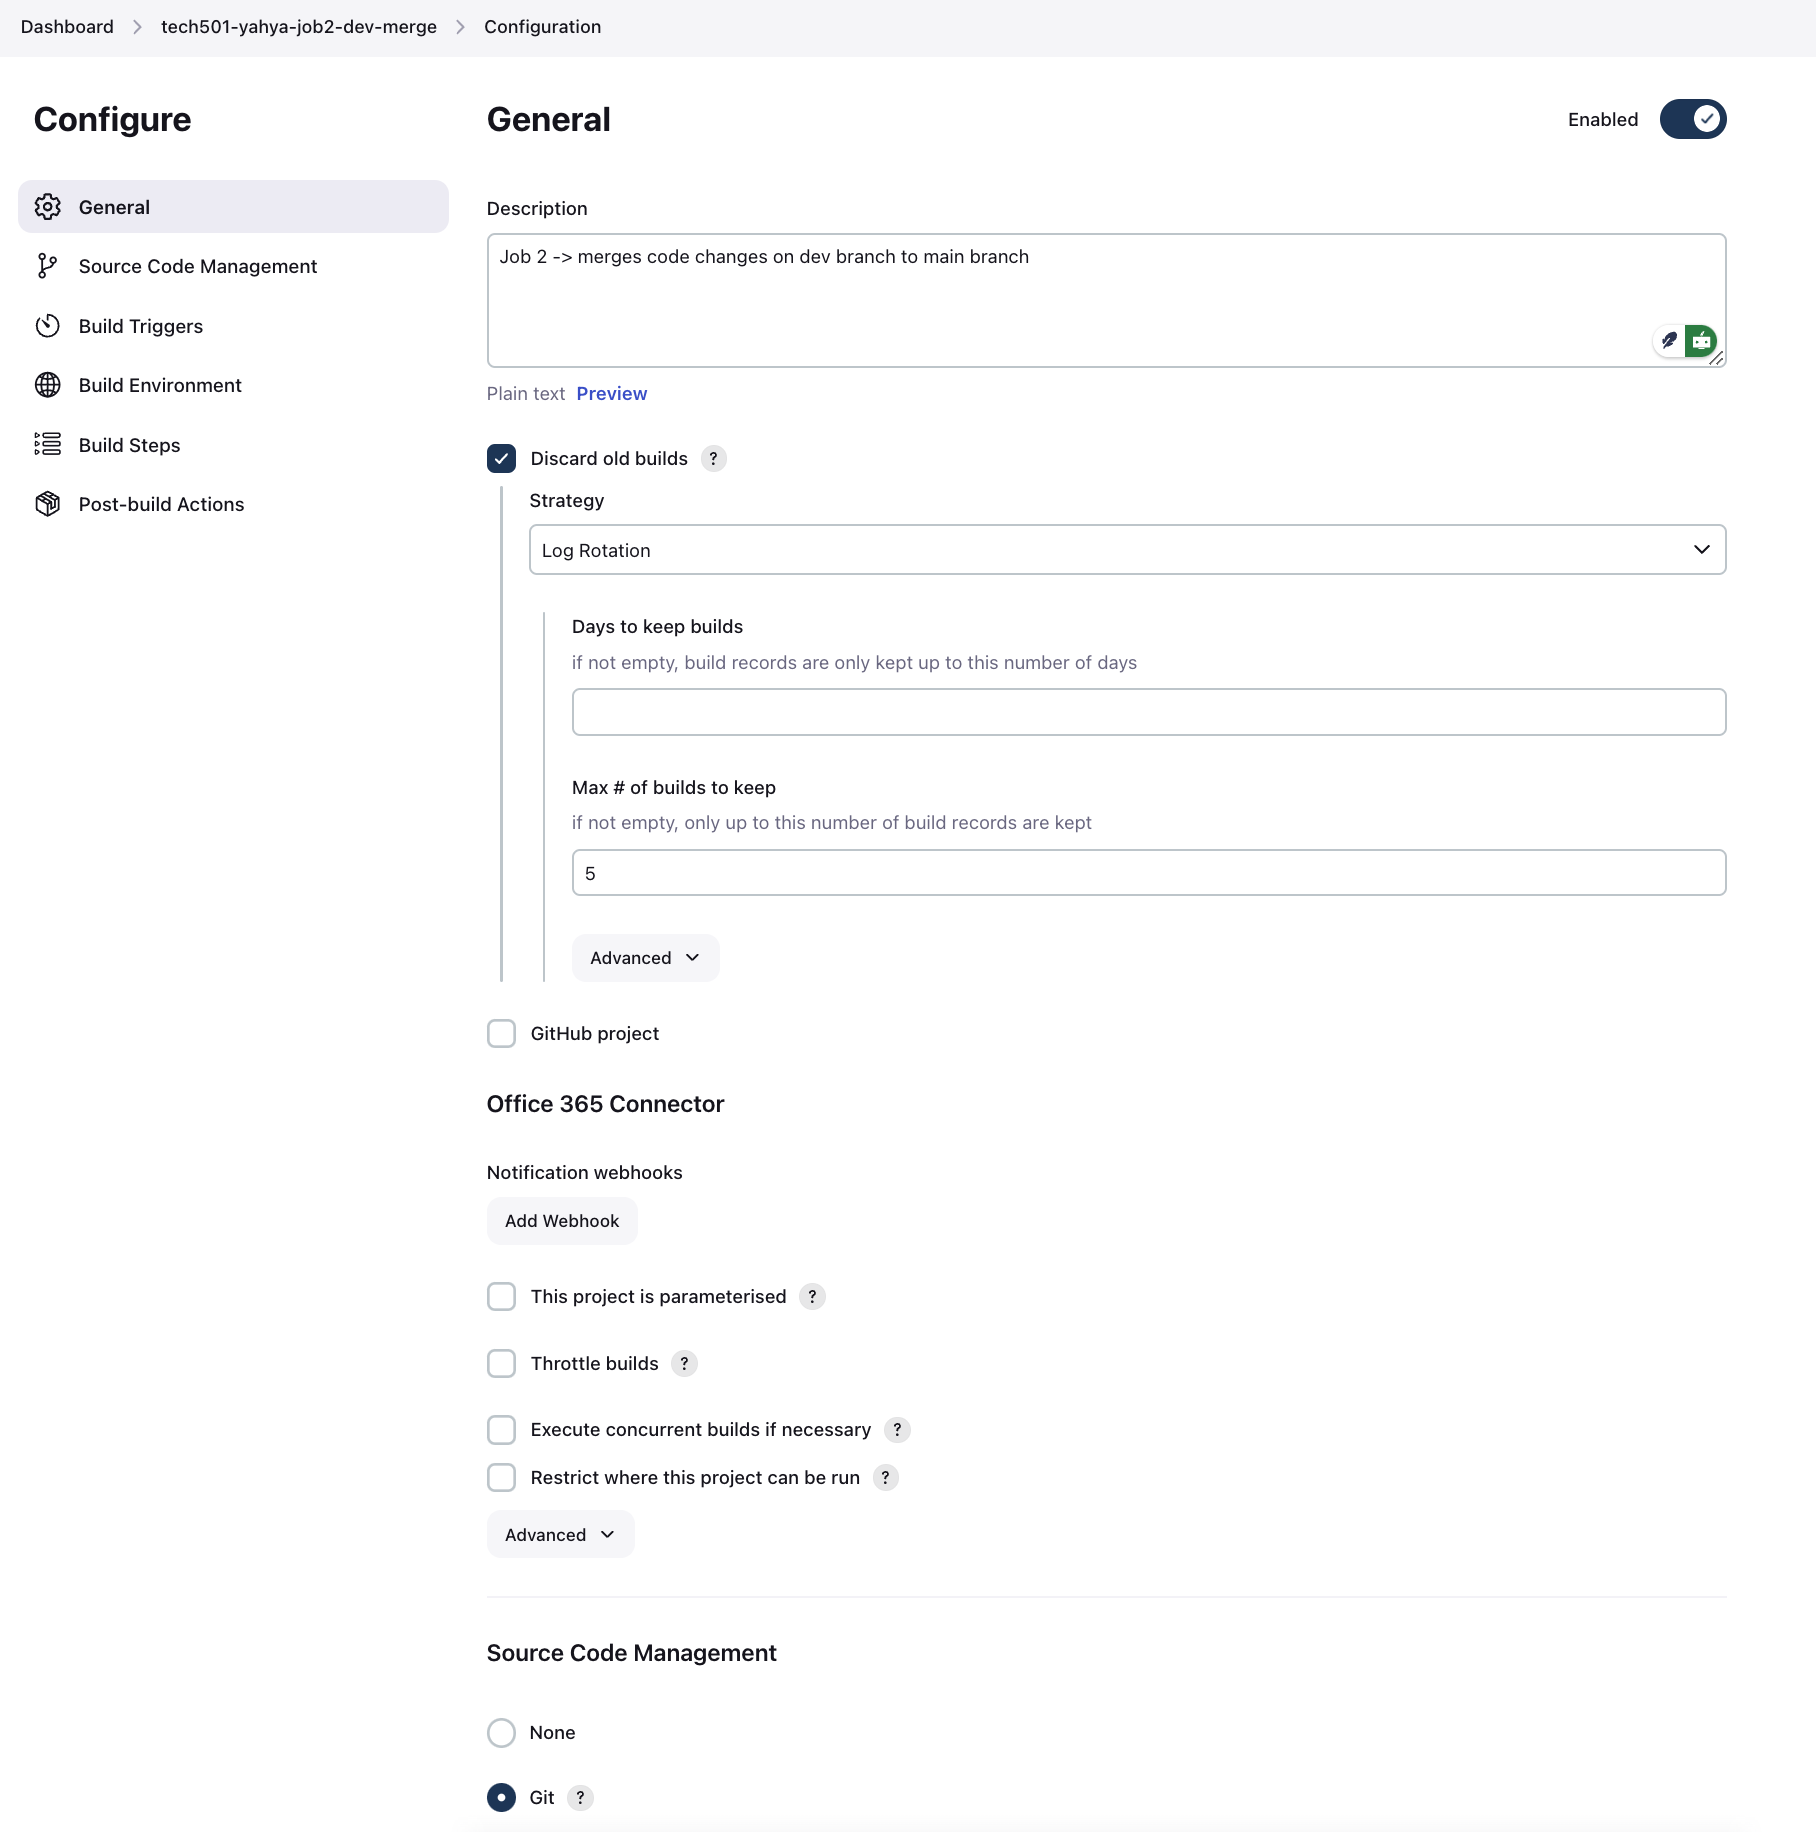 Dashboard > tech501-yahya-job2-dev-merge > Configuration
Configure
General
Source Code Management
Build Triggers
Build Environment
Build Steps
Post-build Actions
General
Enabled
Description
Job 2 -> merges code changes on dev branch to main branch
Plain text Preview
Discard old builds ?
Strategy
Log Rotation
Days to keep builds
if not empty, build records are only kept up to this number of days
Max # of builds to keep
if not empty, only up to this number of build records are kept
5
Advanced
GitHub project
Office 365 Connector
Notification webhooks
Add Webhook
This project is parameterised ?
Throttle builds ?
Execute concurrent builds if necessary ?
Restrict where this project can be run ?
Advanced
Source Code Management
None
Git ?